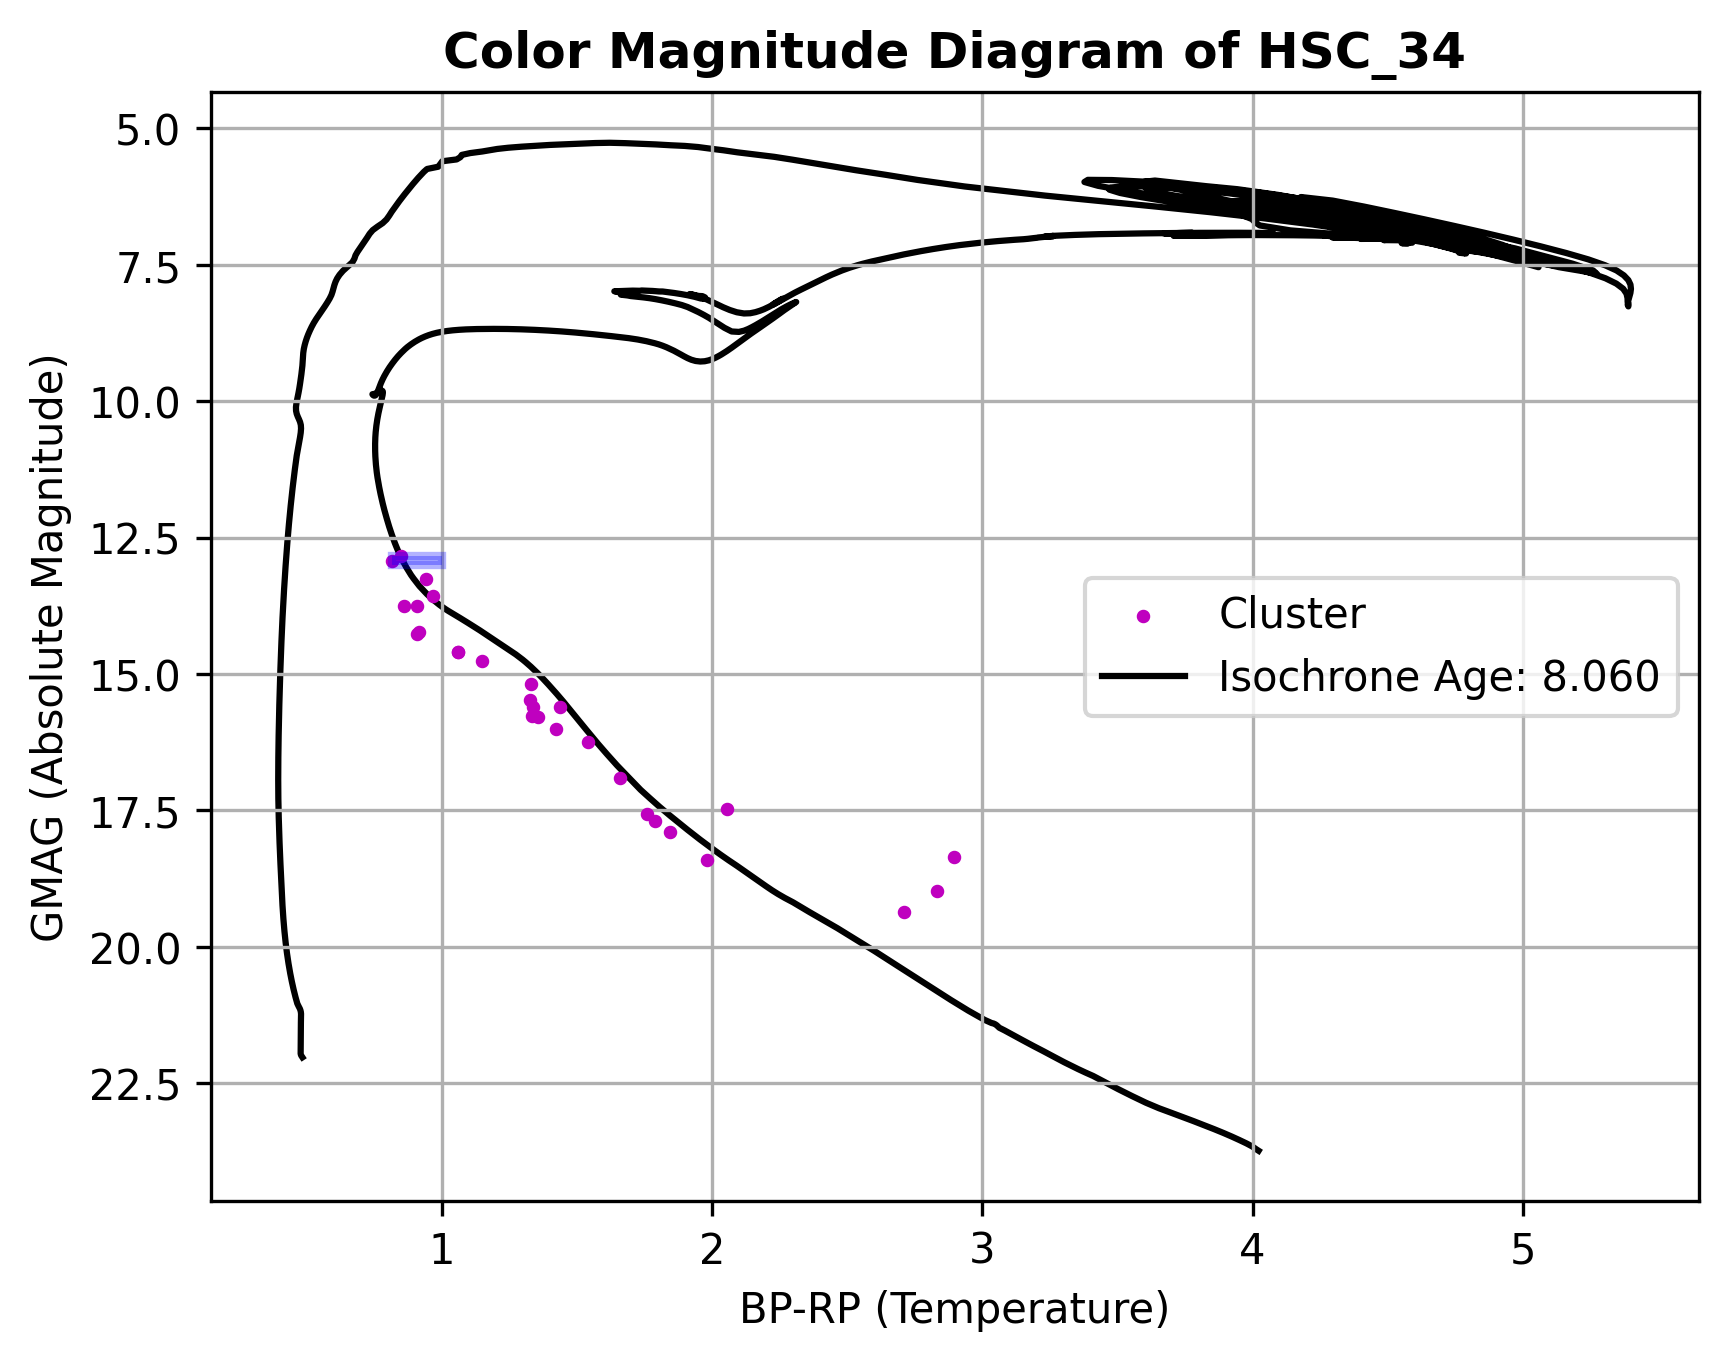 Color Magnitude Diagram of HSC_34
GMAG (Absolute Magnitude)
5.0
7.5
10.0
12.5
15.0
17.5
20.0
22.5
Cluster
Isochrone Age: 8.060
1 2 3 4 5
BP-RP (Temperature)